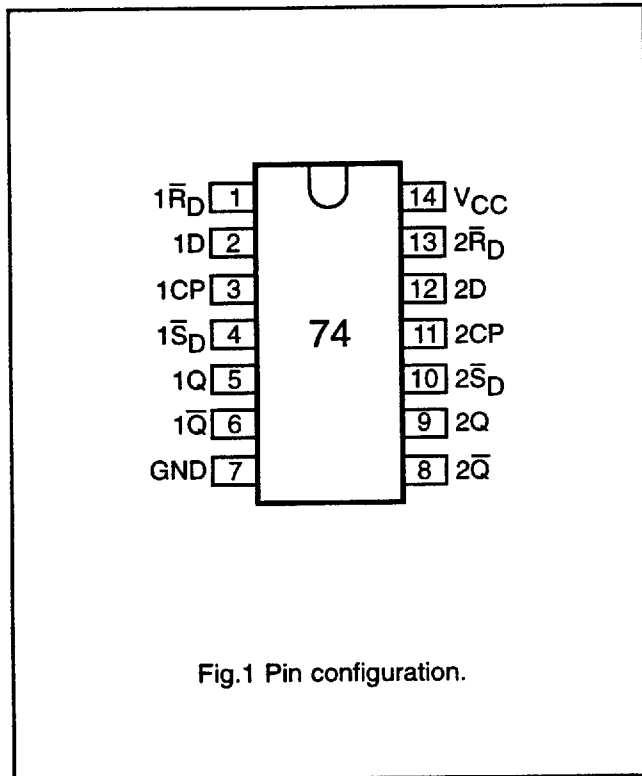 1R̅D 1 14 VCC
1D 2 13 2R̅D
1CP 3 12 2D
1S̅D 4 74 11 2CP
1Q 5 10 2S̅D
1Q̅ 6 9 2Q
GND 7 8 2Q̅
Fig.1 Pin configuration.